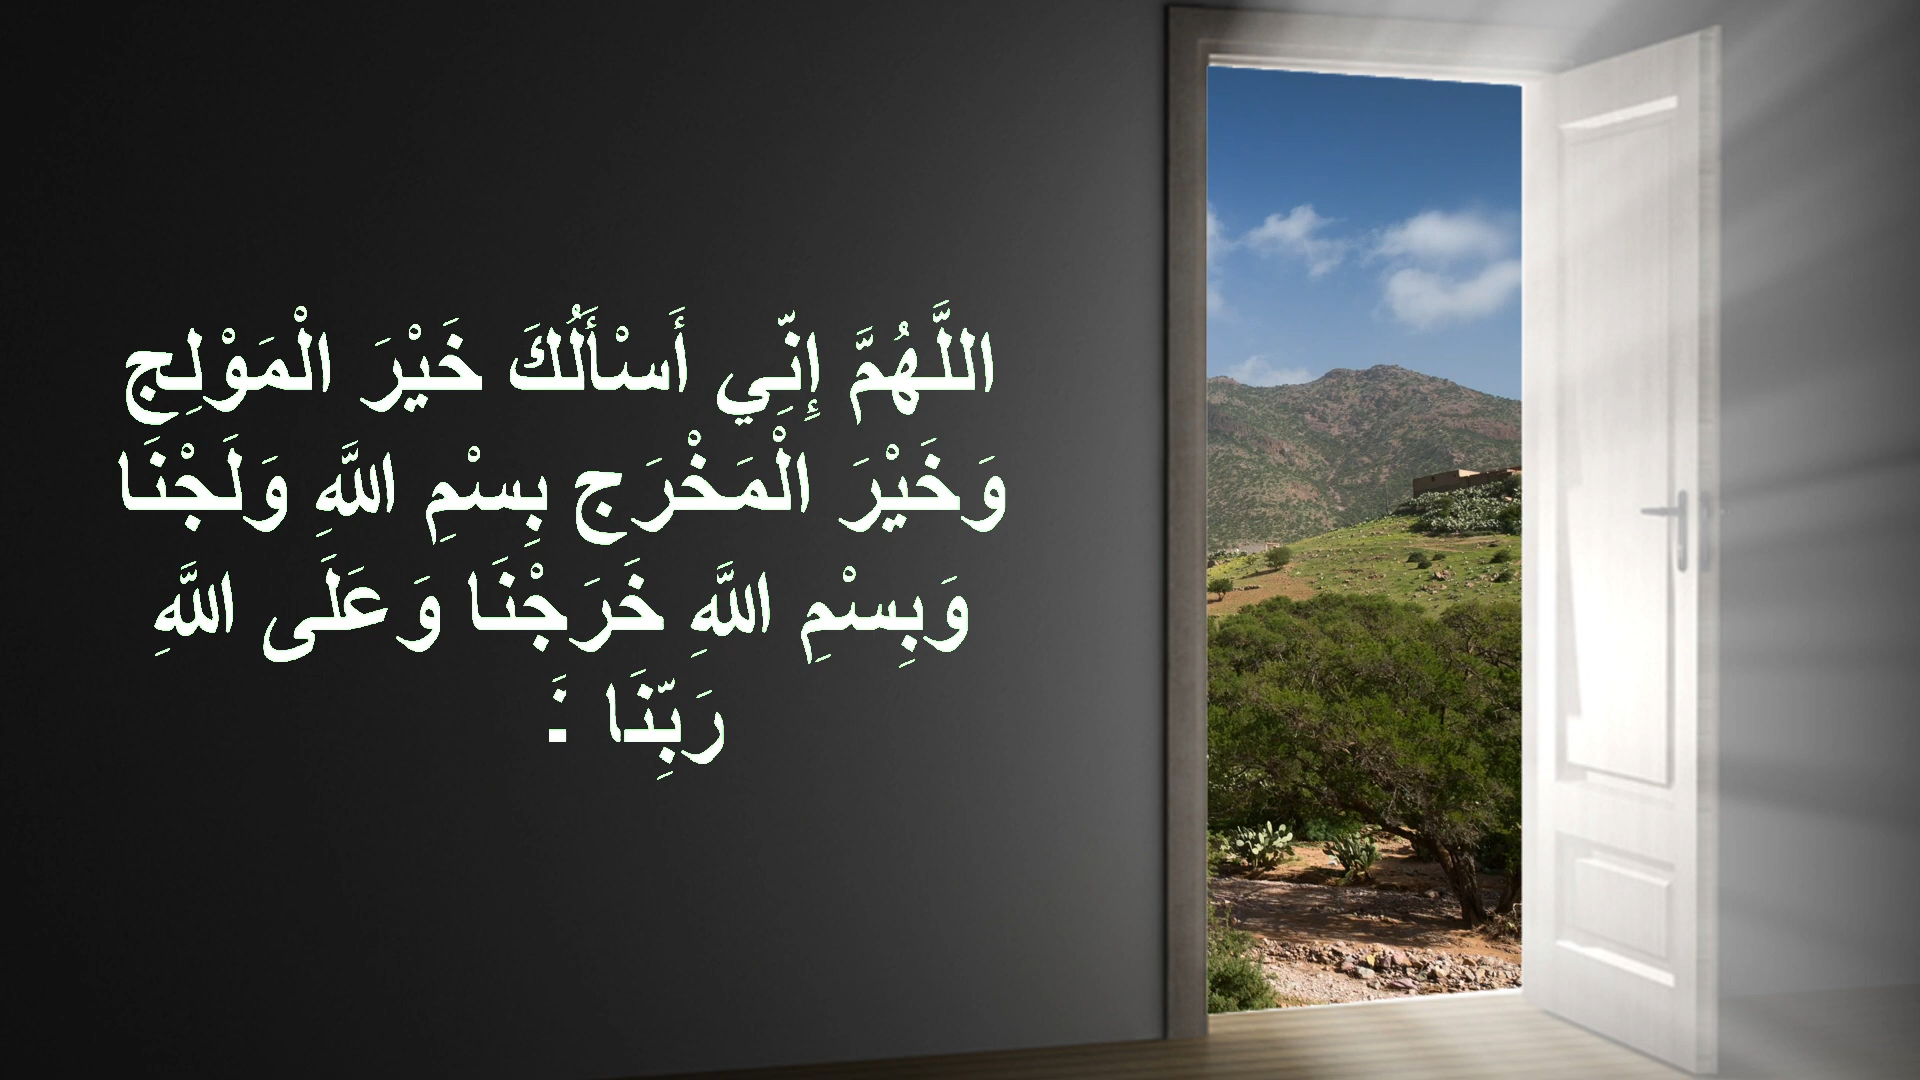 اللَّهُمَّ إِنِّي أَسْأَلُكَ خَيْرَ الْمَوْلِجِ
وَخَيْرَ الْمَخْرَجِ بِسْمِ اللَّهِ وَلَجْنَا
وَبِسْمِ اللَّهِ خَرَجْنَا وَعَلَى اللَّهِ
رَبِّنَا :َ